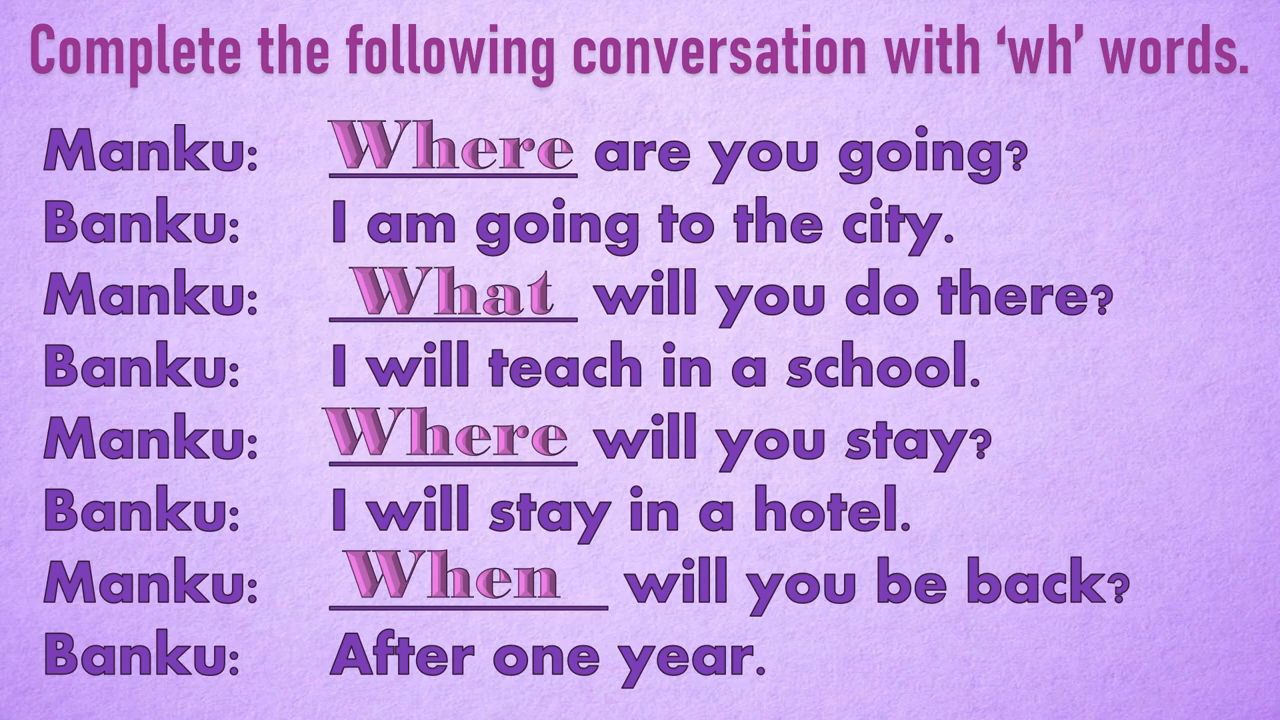 Complete the following conversation with ‘wh’ words.
Manku: Where are you going?
Banku: I am going to the city.
Manku: What will you do there?
Banku: I will teach in a school.
Manku: Where will you stay?
Banku: I will stay in a hotel.
Manku: When will you be back?
Banku: After one year.